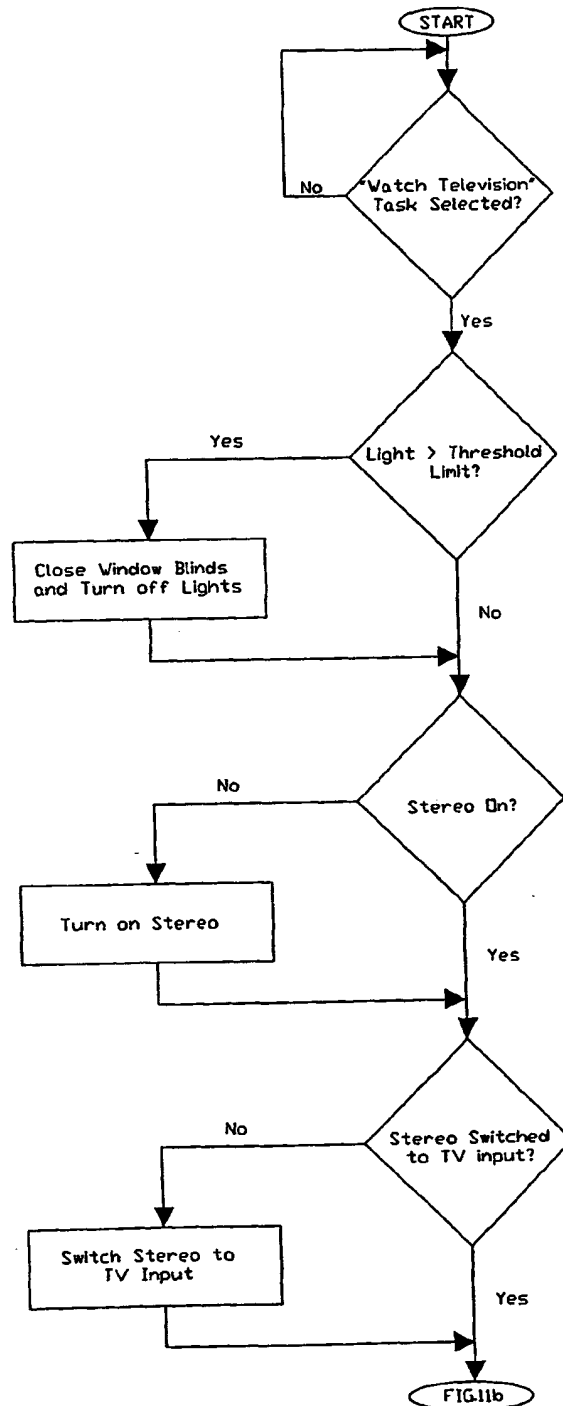 START
No
"Watch Television"
Task Selected?
Yes
Yes
Light > Threshold
Limit?
Close Window Blinds
and Turn off Lights
No
No
Stereo On?
Turn on Stereo
Yes
No
Stereo Switched
to TV input?
Switch Stereo to
TV Input
Yes
FIG.11b